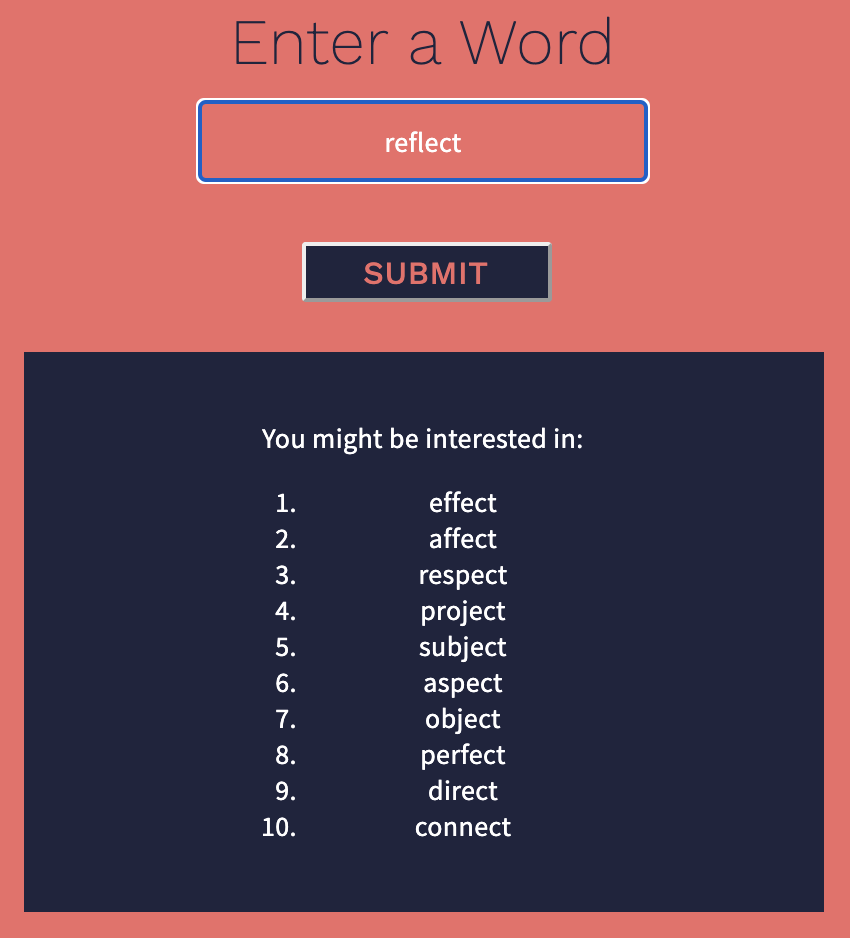 Enter a Word
reflect
SUBMIT
You might be interested in:
1. effect
2. affect
3. respect
4. project
5. subject
6. aspect
7. object
8. perfect
9. direct
10. connect